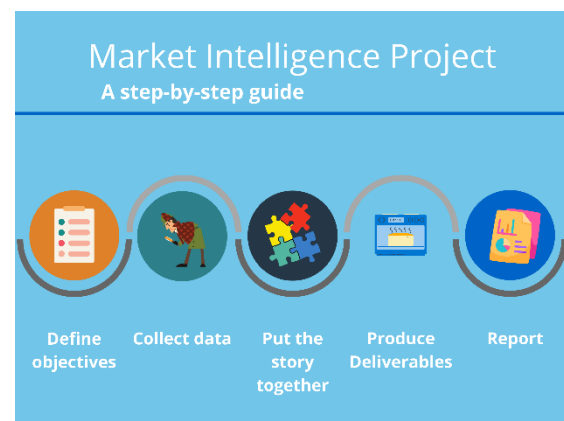 Market Intelligence Project
A step-by-step guide
Define
objectives
Collect data
Put the
story
together
Produce
Deliverables
Report